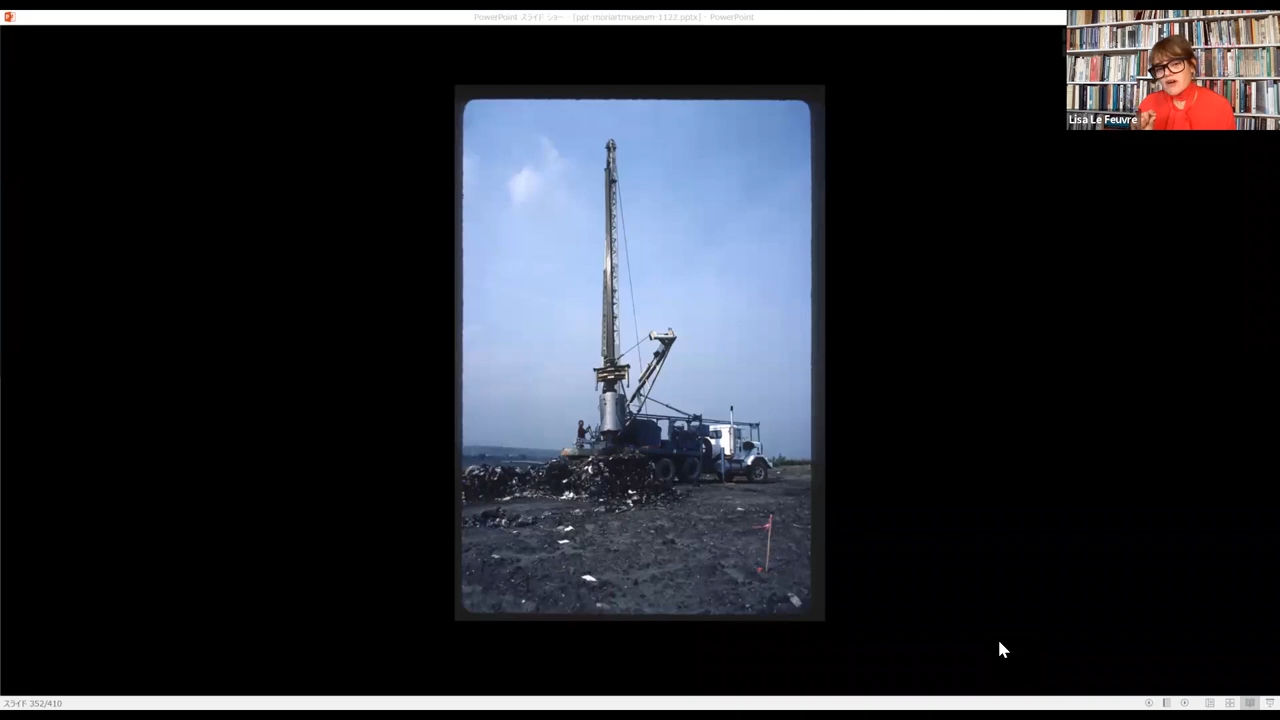 PowerPoint スライド ショー - [ppt-moriartmuseum-1122.pptx] - PowerPoint
Lisa Le Feuvre
スライド 352/410